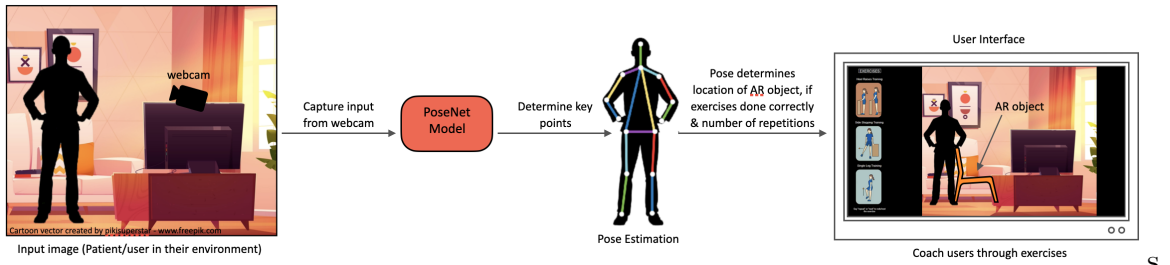 webcam
Cartoon vector created by pikisuperstar - www.freepik.com
Input image (Patient/user in their environment)
Capture input
from webcam
PoseNet
Model
Determine key
points
Pose Estimation
Pose determines
location of AR object, if
exercises done correctly
& number of repetitions
User Interface
EXERCISES
AR object
Coach users through exercises
S